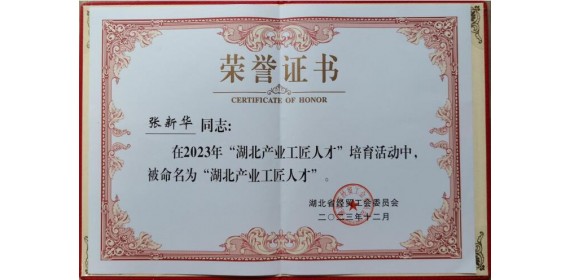 荣誉证书
CERTIFICATE OF HONOR
张新华 同志:
在2023年“湖北产业工匠人才”培育活动中，
被命名为“湖北产业工匠人才”。
湖北省经贸工会委员会
二〇二三年十二月